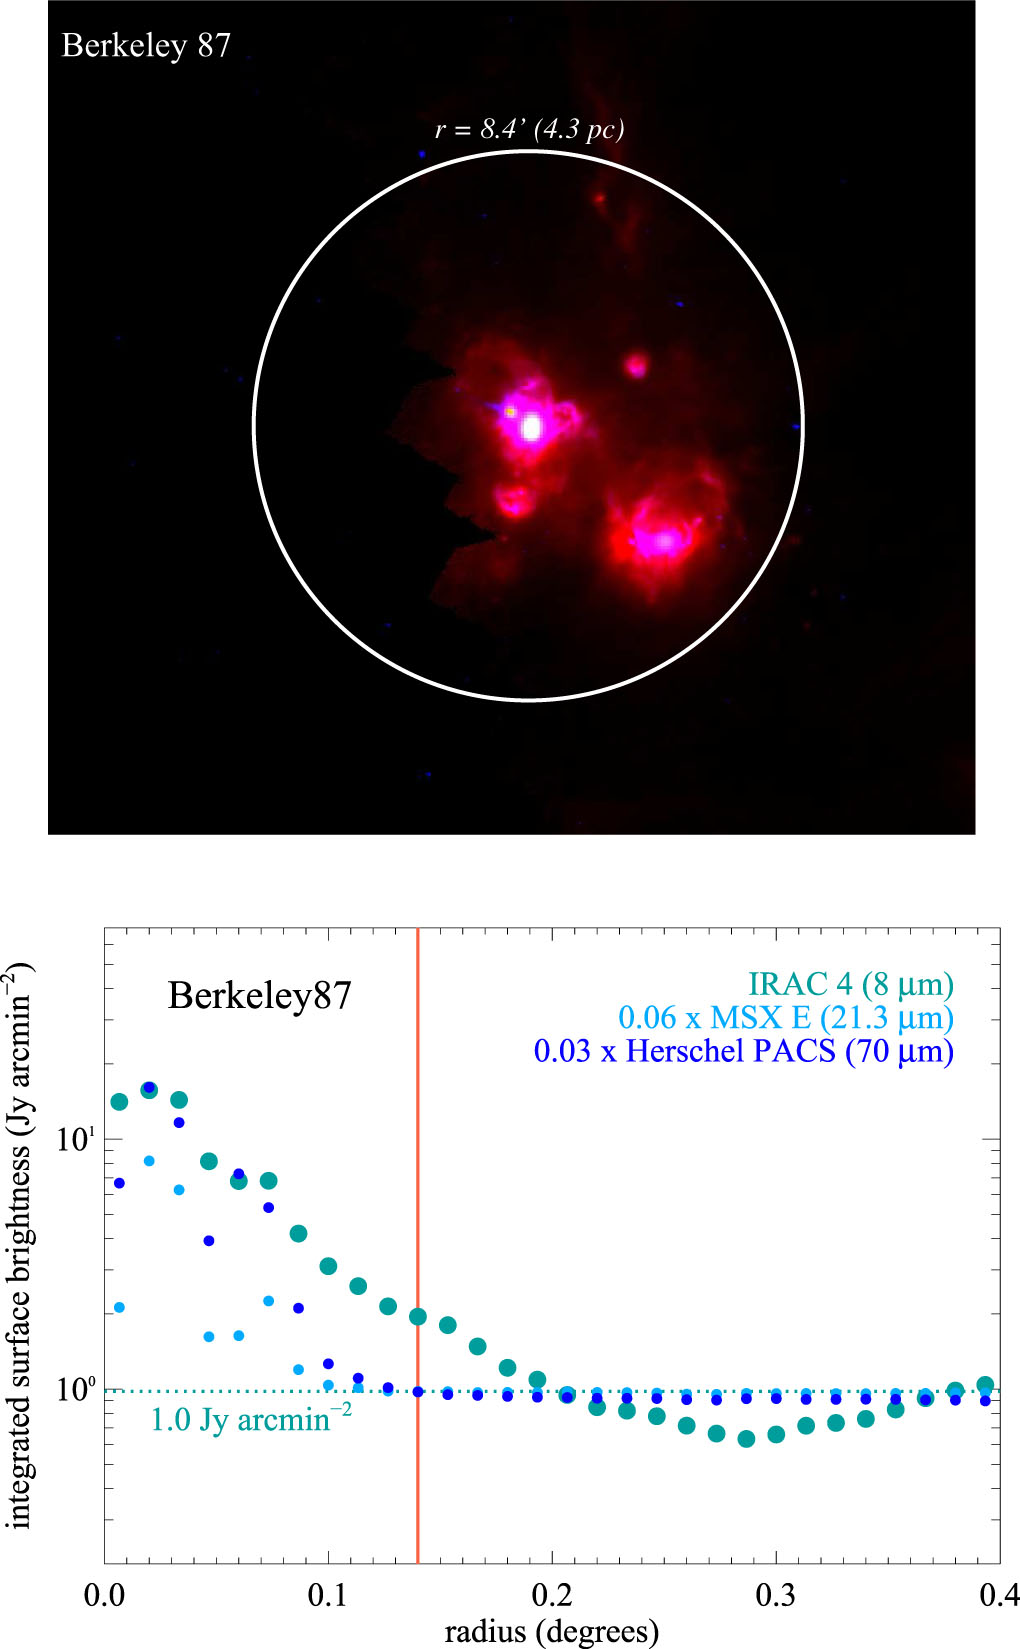 Berkeley 87
r = 8.4’ (4.3 pc)
Berkeley87
IRAC 4 (8 μm)
0.06 x MSX E (21.3 μm)
0.03 x Herschel PACS (70 μm)
integrated surface brightness (Jy arcmin⁻²)
10¹
10⁰
1.0 Jy arcmin⁻²
0.0 0.1 0.2 0.3 0.4
radius (degrees)